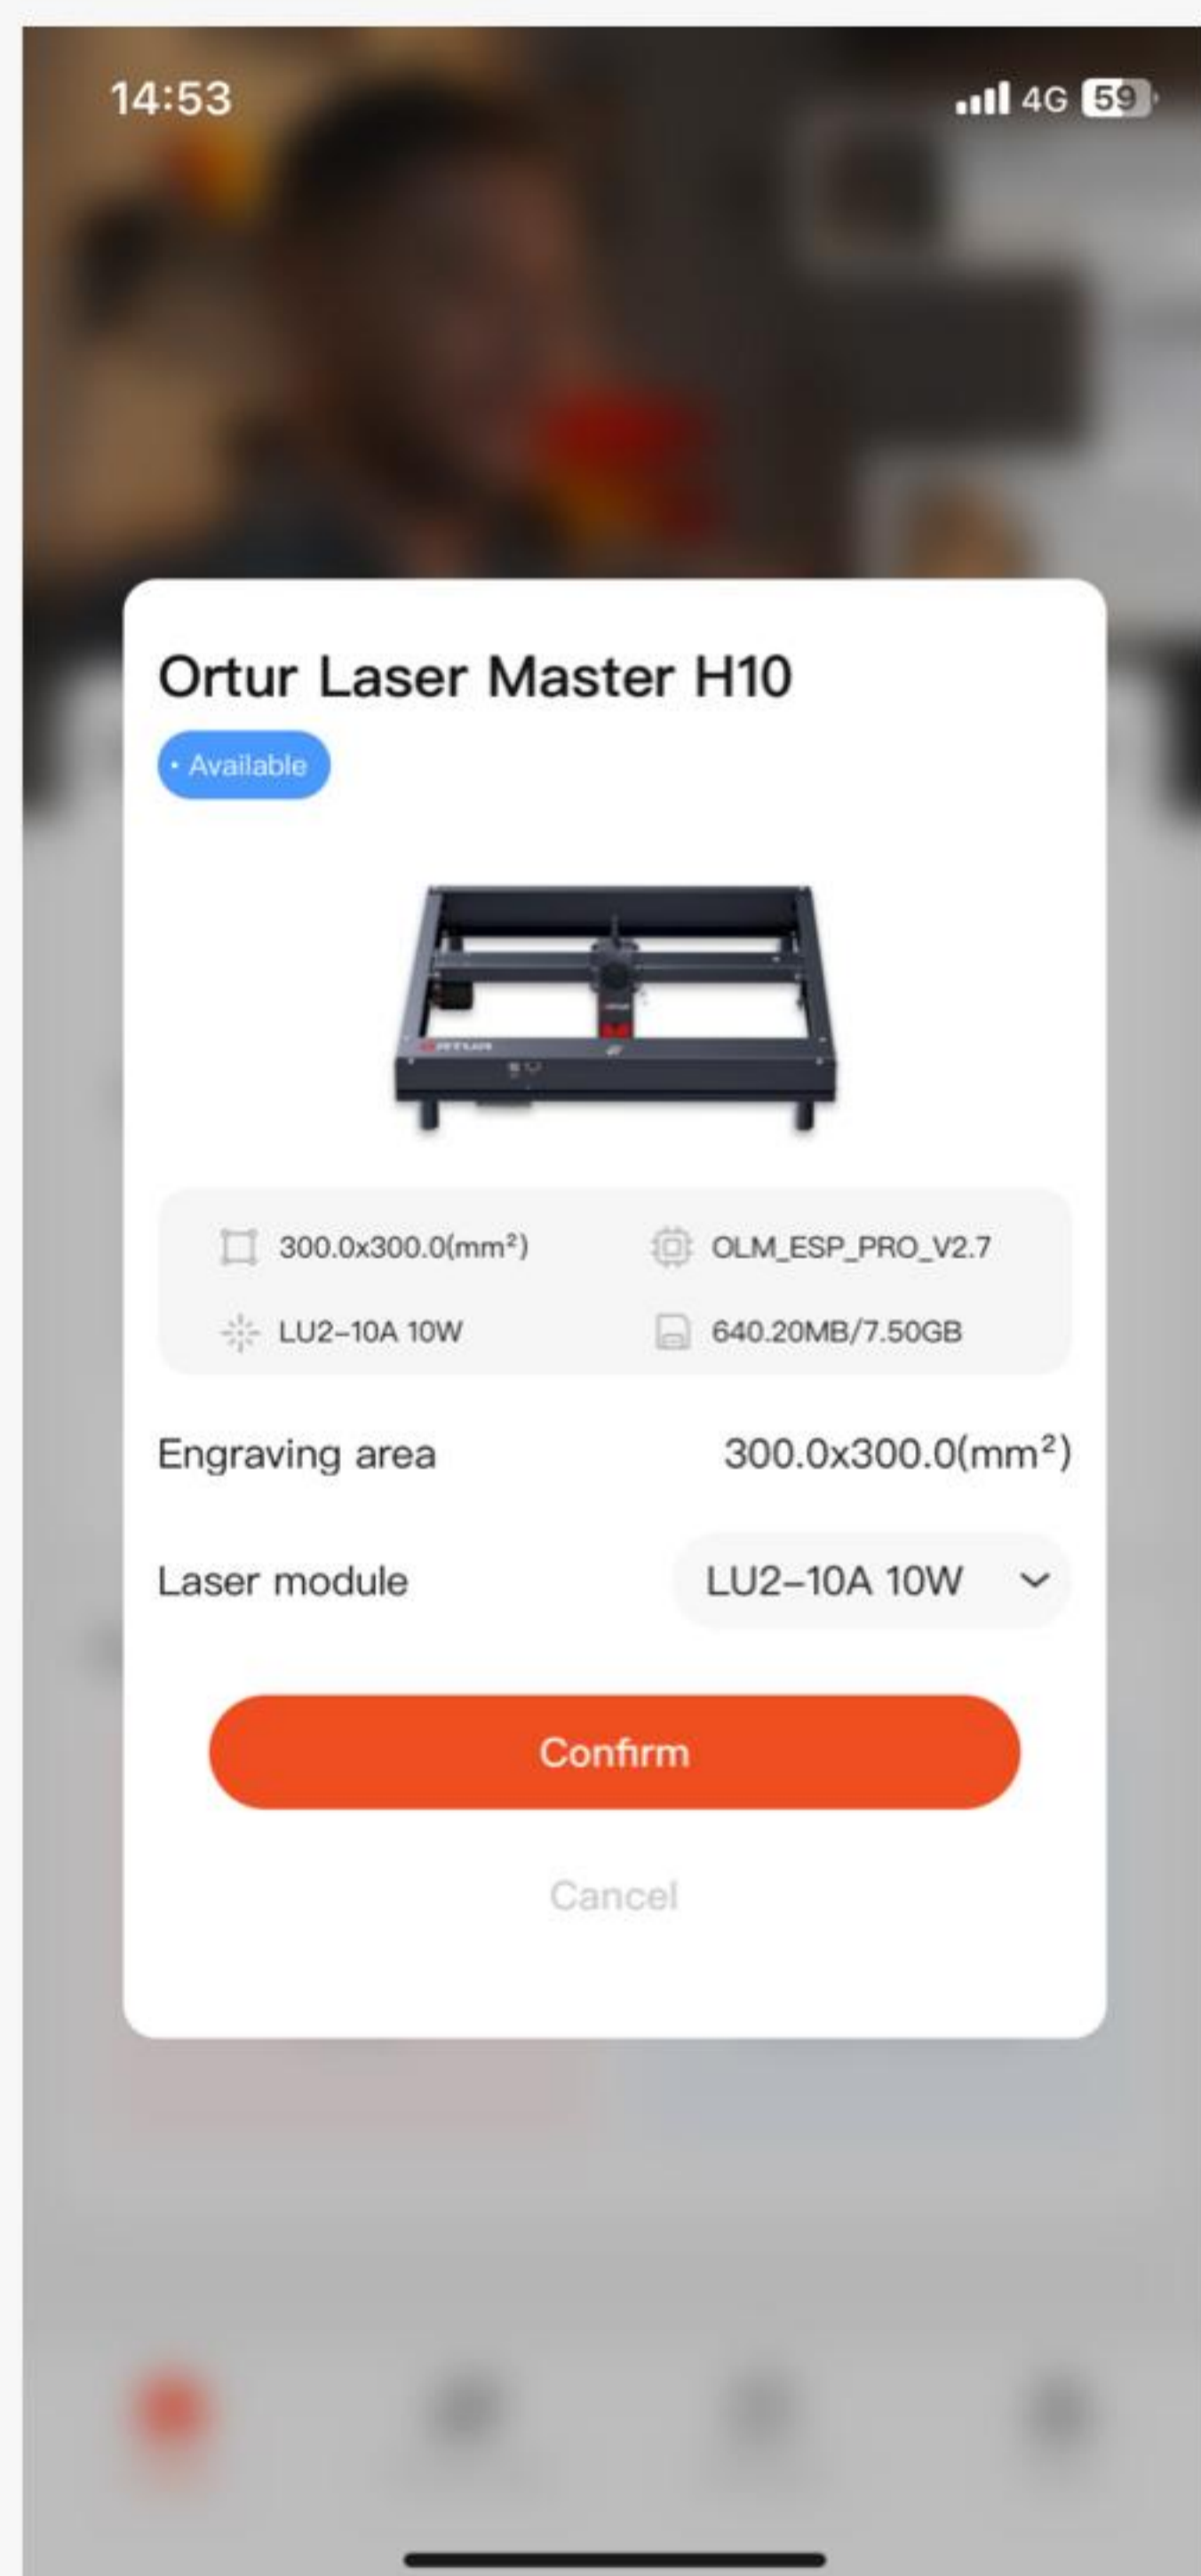 14:53 4G 59
Ortur Laser Master H10
• Available
ORTUR
300.0x300.0(mm²) OLM_ESP_PRO_V2.7
LU2-10A 10W 640.20MB/7.50GB
Engraving area 300.0x300.0(mm²)
Laser module LU2-10A 10W
Confirm
Cancel